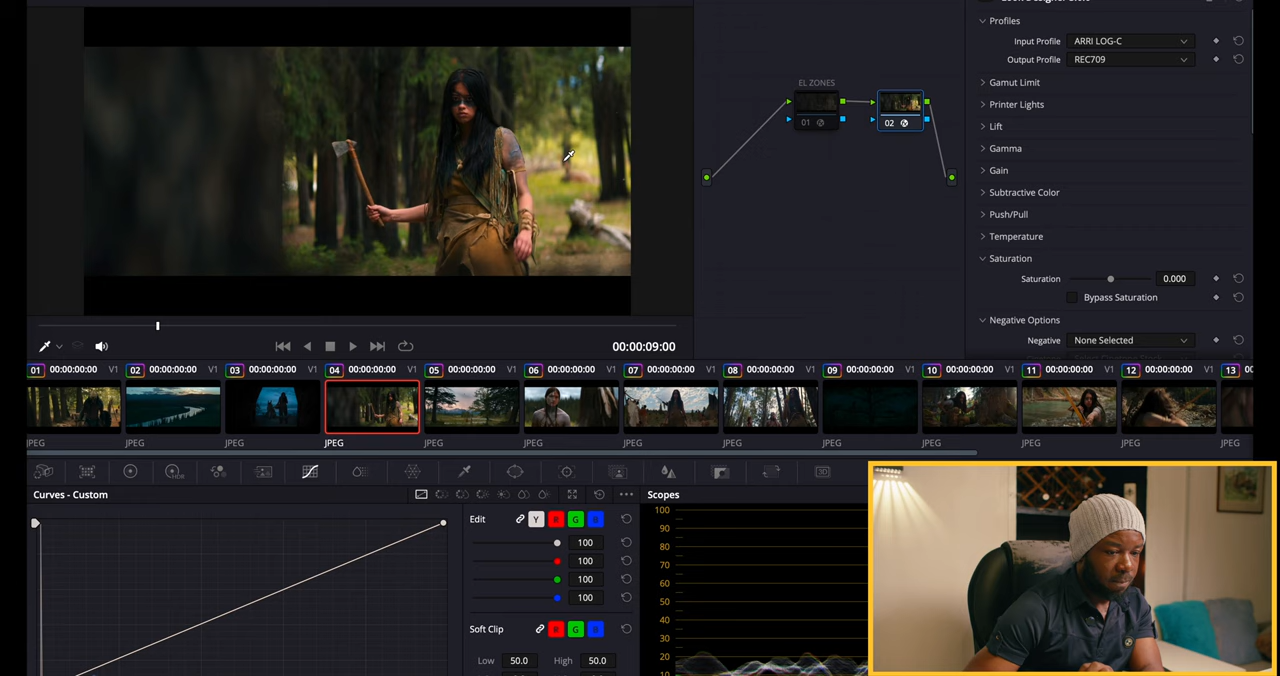 Profiles
Input Profile ARRI LOG-C
Output Profile REC709
Gamut Limit
Printer Lights
Lift
Gamma
Gain
Subtractive Color
Push/Pull
Temperature
Saturation
Saturation 0.000
Bypass Saturation
Negative Options
Negative None Selected
EL ZONES
01
02
00:00:09:00
01 00:00:00:00 V1
02 00:00:00:00 V1
03 00:00:00:00 V1
04 00:00:00:00 V1
05 00:00:00:00 V1
06 00:00:00:00 V1
07 00:00:00:00 V1
08 00:00:00:00 V1
09 00:00:00:00 V1
10 00:00:00:00 V1
11 00:00:00:00 V1
12 00:00:00:00 V1
13 00:
JPEG JPEG JPEG JPEG JPEG JPEG JPEG JPEG JPEG JPEG JPEG JPEG JPEG
HDR
3D
Curves - Custom
Edit Y R G B
100
100
100
100
Soft Clip R G B
Low 50.0 High 50.0
Scopes
100
90
80
70
60
50
40
30
20
10